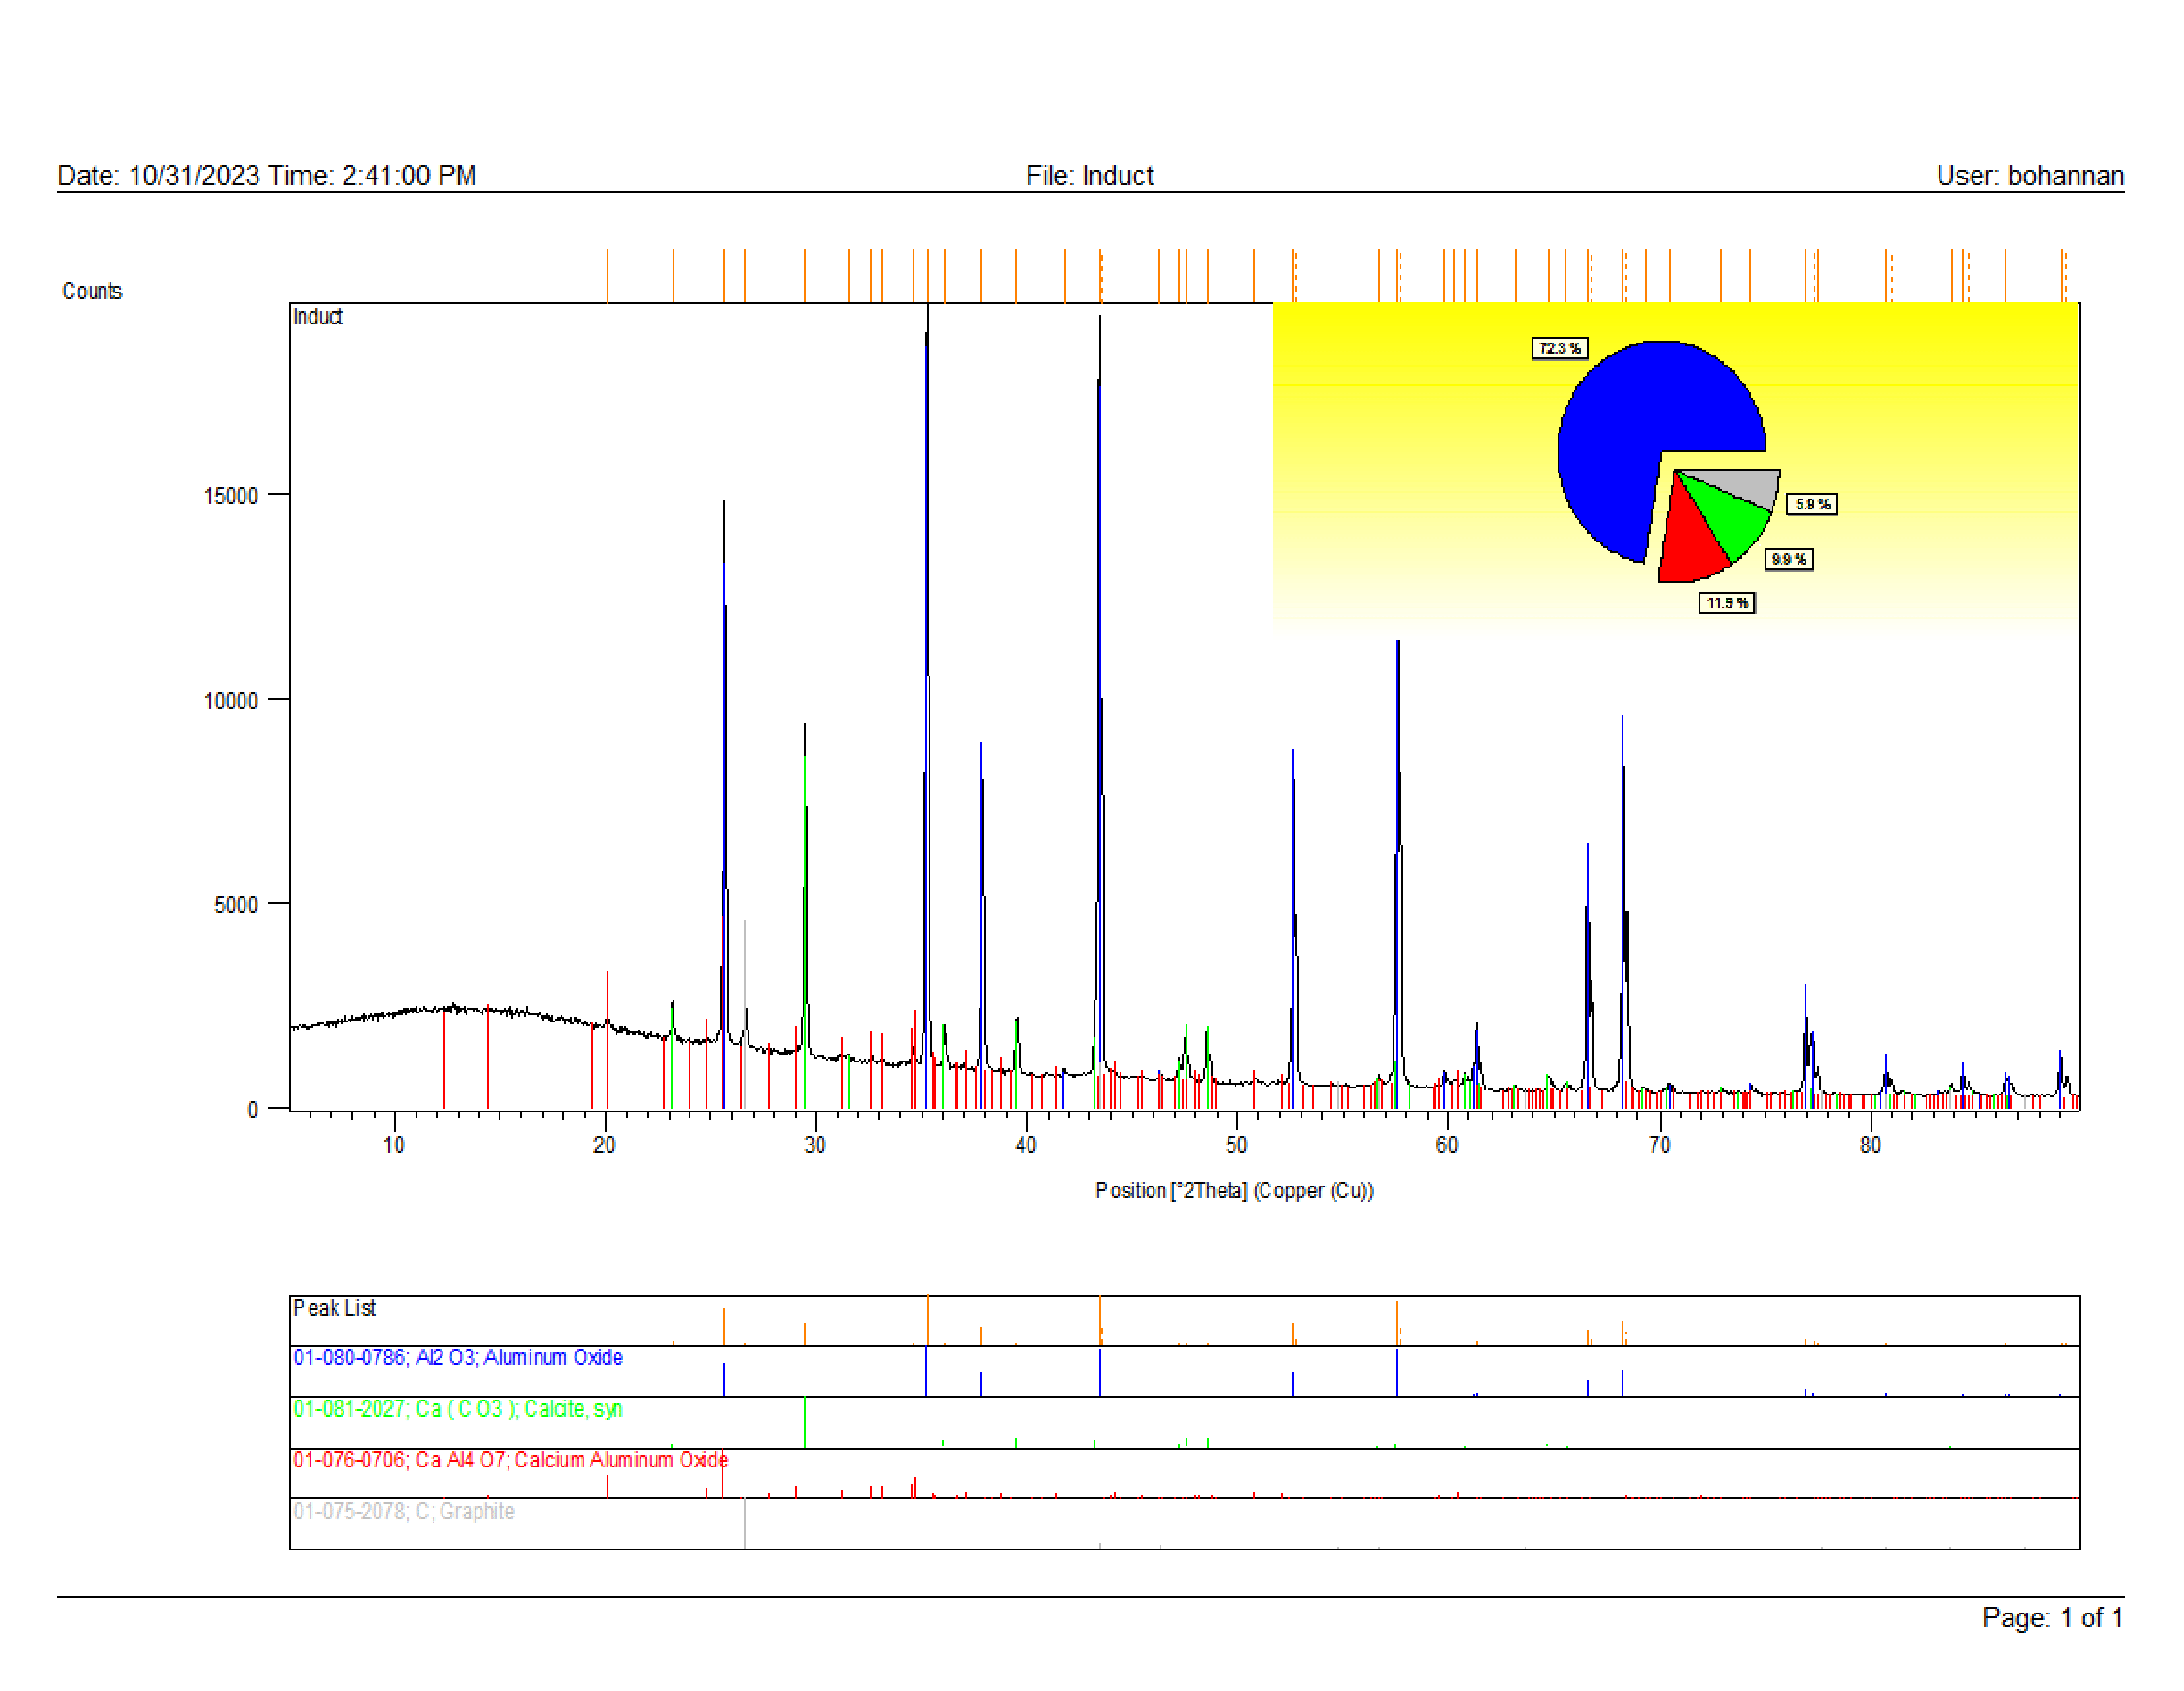 Date: 10/31/2023 Time: 2:41:00 PM File: Induct User: bohannan
Counts
Induct
72.3 %
5.9 %
9.9 %
11.9 %
15000
10000
5000
0
10 20 30 40 50 60 70 80
Position [°2Theta] (Copper (Cu))
Peak List
01-080-0786; Al2 O3; Aluminum Oxide
01-081-2027; Ca ( C O3 ); Calcite, syn
01-076-0706; Ca Al4 O7; Calcium Aluminum Oxide
01-075-2078; C; Graphite
Page: 1 of 1